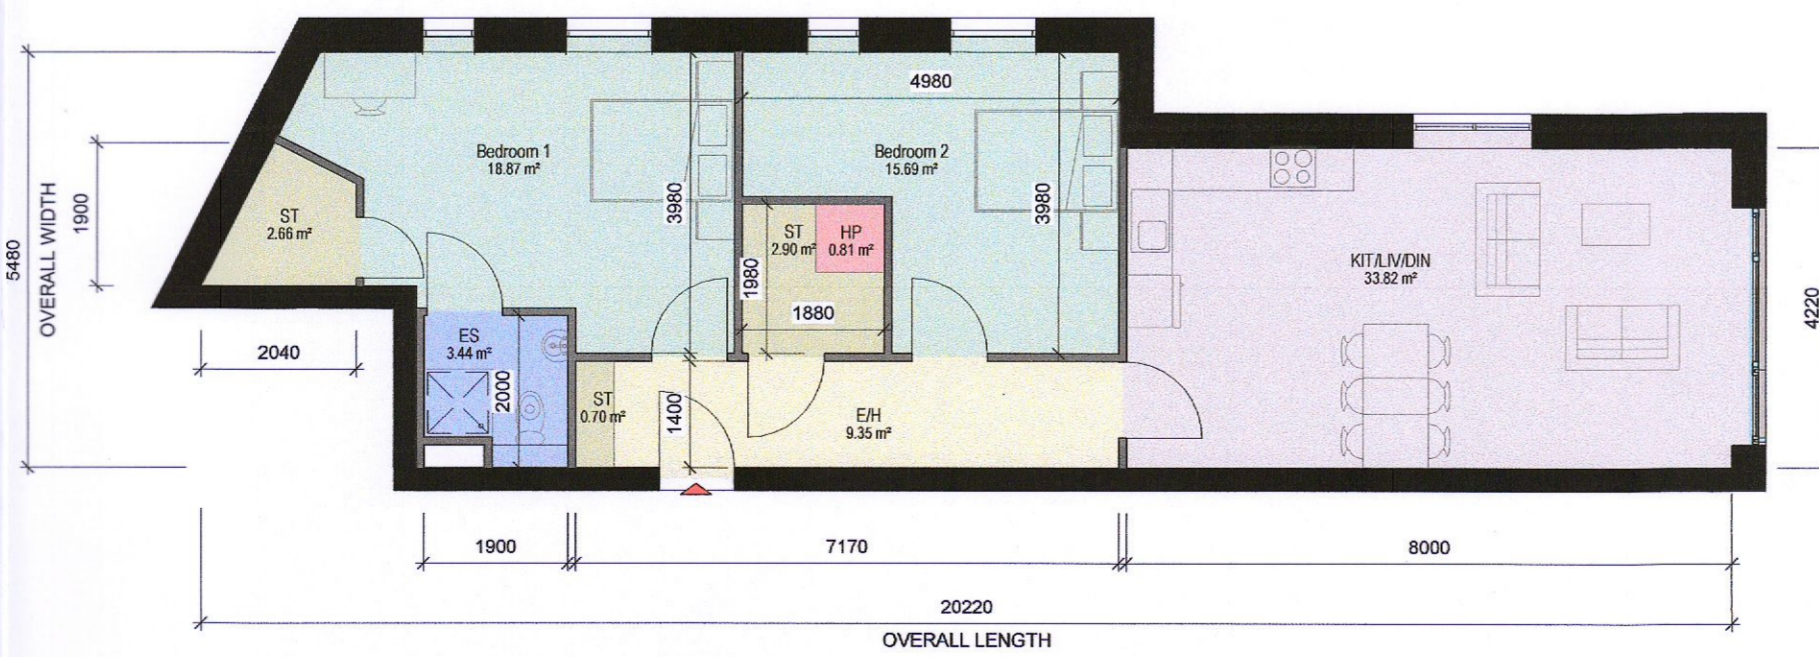 4980
Bedroom 1
18.87 m²
Bedroom 2
15.69 m²
5480
OVERALL WIDTH
1900
3980
3980
ST
2.66 m²
ST
2.90 m²
HP
0.81 m²
KIT/LIV/DIN
33.82 m²
4220
1980
1880
2040
ES
3.44 m²
2000
ST
0.70 m²
1400
E/H
9.35 m²
1900
7170
8000
20220
OVERALL LENGTH